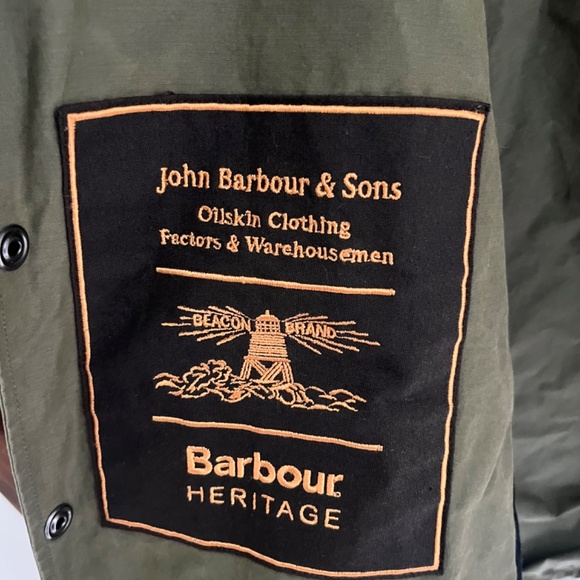 John Barbour & Sons
Oilskin Clothing
Factors & Warehousemen
BEACON BRAND
Barbour
HERITAGE